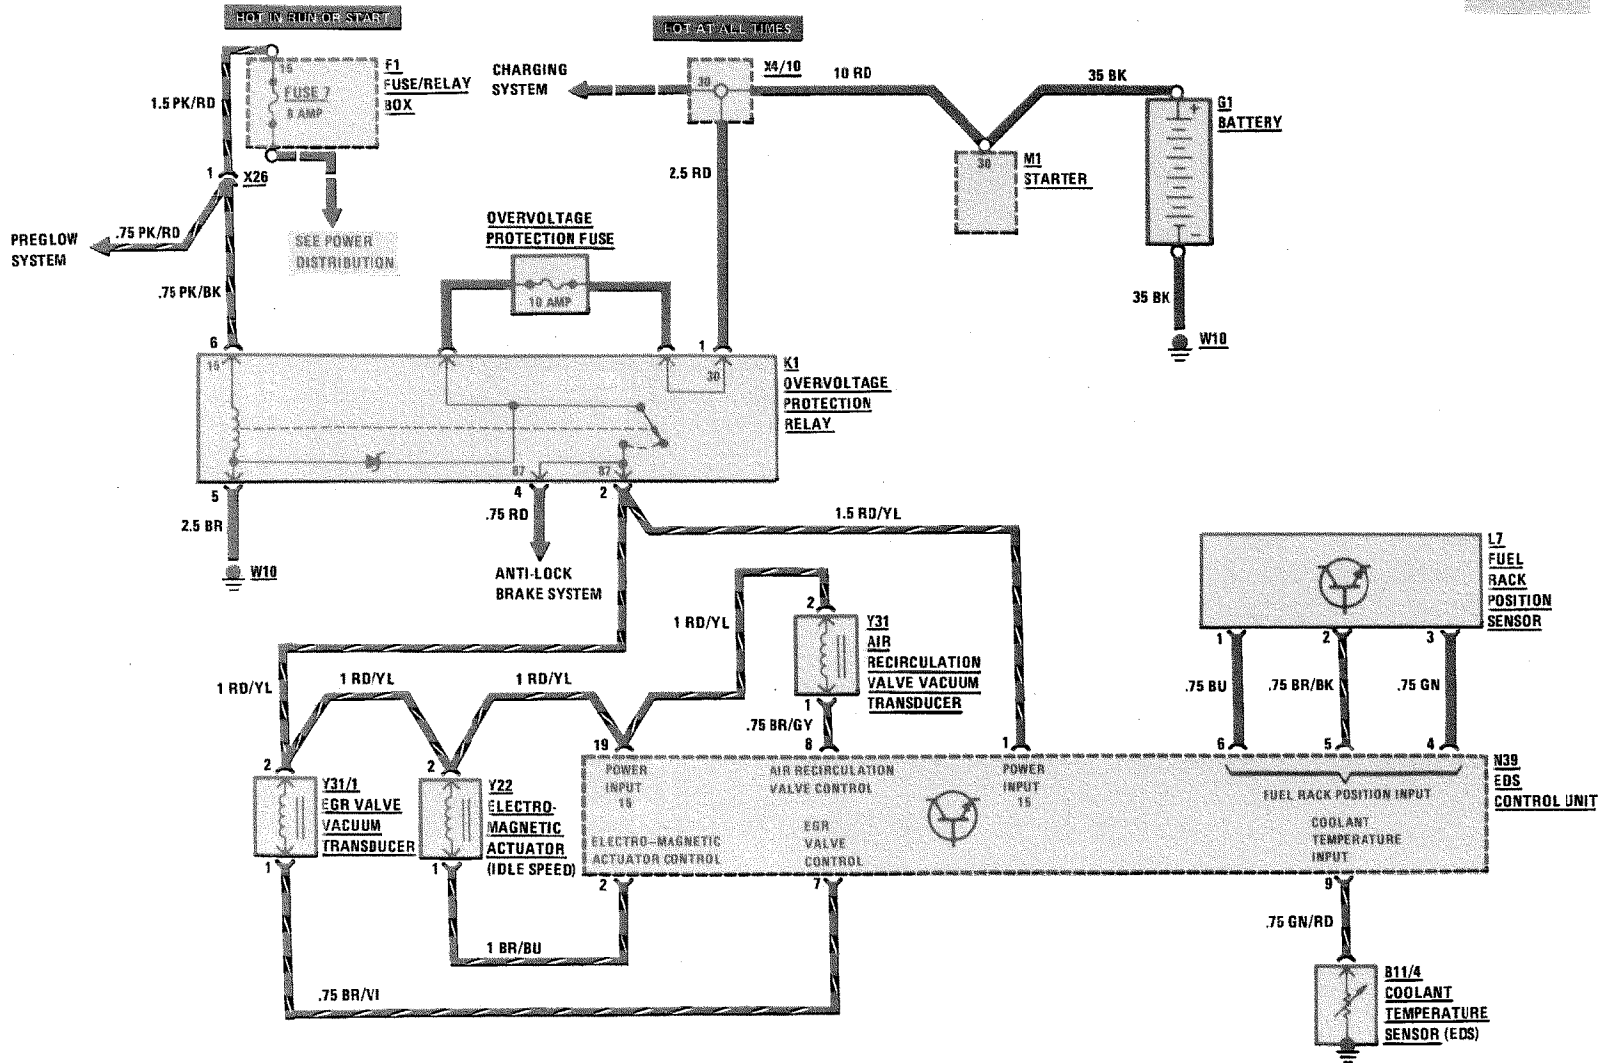 HOT IN RUN OR START
HOT AT ALL TIMES
15
FUSE 7
8 AMP
F1
FUSE/RELAY
BOX
1.5 PK/RD
1
X26
PREGLOW
SYSTEM
.75 PK/RD
SEE POWER
DISTRIBUTION
.75 PK/BK
CHARGING
SYSTEM
30
X4/10
10 RD
35 BK
2.5 RD
30
M1
STARTER
+
-
G1
BATTERY
35 BK
W10
OVERVOLTAGE
PROTECTION FUSE
10 AMP
6
1
15
30
K1
OVERVOLTAGE
PROTECTION
RELAY
87
87
5
4
2
2.5 BR
W10
.75 RD
ANTI-LOCK
BRAKE SYSTEM
1.5 RD/YL
1 RD/YL
1 RD/YL
1 RD/YL
1 RD/YL
2
Y31
AIR
RECIRCULATION
VALVE VACUUM
TRANSDUCER
1
.75 BR/GY
L7
FUEL
RACK
POSITION
SENSOR
1
2
3
.75 BU
.75 BR/BK
.75 GN
2
Y31/1
EGR VALVE
VACUUM
TRANSDUCER
1
2
Y22
ELECTRO-
MAGNETIC
ACTUATOR
(IDLE SPEED)
1
19
8
1
6
5
4
POWER
INPUT
15
AIR RECIRCULATION
VALVE CONTROL
POWER
INPUT
15
FUEL RACK POSITION INPUT
N39
EDS
CONTROL UNIT
ELECTRO-MAGNETIC
ACTUATOR CONTROL
EGR
VALVE
CONTROL
COOLANT
TEMPERATURE
INPUT
2
7
9
1 BR/BU
.75 BR/VI
.75 GN/RD
B11/4
COOLANT
TEMPERATURE
SENSOR (EDS)